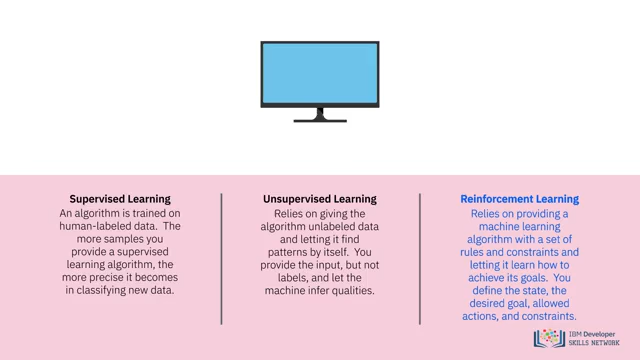 Supervised Learning
An algorithm is trained on
human-labeled data. The
more samples you
provide a supervised
learning algorithm, the
more precise it becomes
in classifying new data.
Unsupervised Learning
Relies on giving the
algorithm unlabeled data
and letting it find
patterns by itself. You
provide the input, but not
labels, and let the
machine infer qualities.
Reinforcement Learning
Relies on providing a
machine learning
algorithm with a set of
rules and constraints and
letting it learn how to
achieve its goals. You
define the state, the
desired goal, allowed
actions, and constraints.
IBM Developer
SKILLS NETWORK